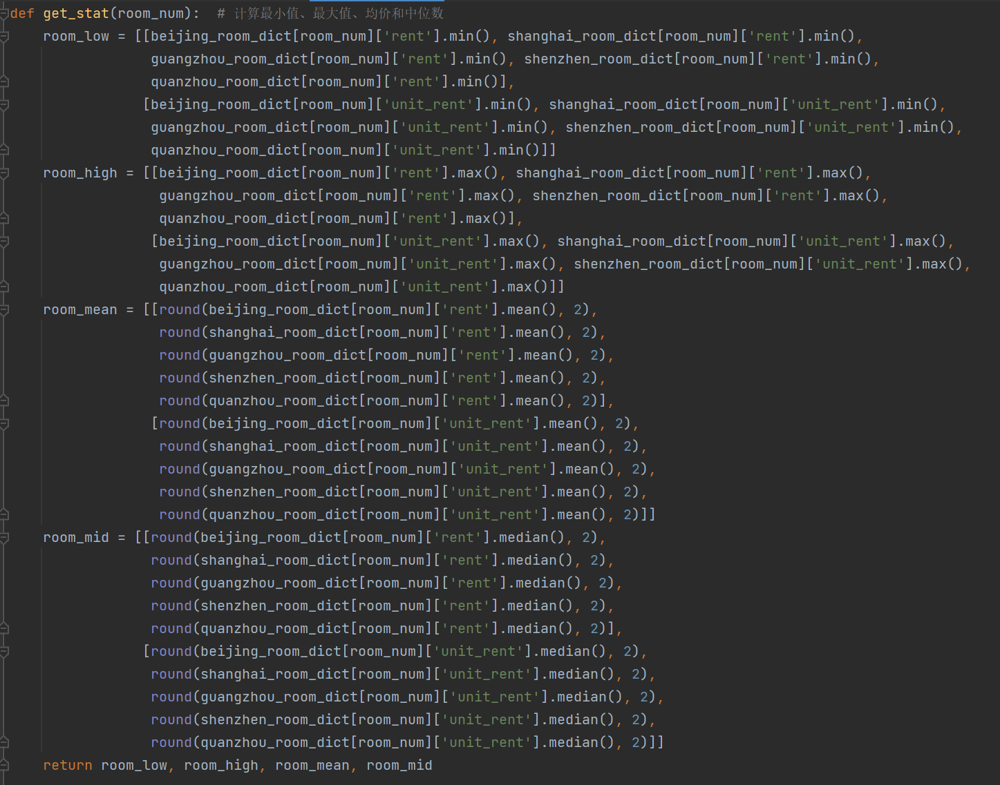 def get_stat(room_num):  # 计算最小值、最大值、均价和中位数
    room_low = [[beijing_room_dict[room_num]['rent'].min(), shanghai_room_dict[room_num]['rent'].min(),
                 guangzhou_room_dict[room_num]['rent'].min(), shenzhen_room_dict[room_num]['rent'].min(),
                 quanzhou_room_dict[room_num]['rent'].min()],
                [beijing_room_dict[room_num]['unit_rent'].min(), shanghai_room_dict[room_num]['unit_rent'].min(),
                 guangzhou_room_dict[room_num]['unit_rent'].min(), shenzhen_room_dict[room_num]['unit_rent'].min(),
                 quanzhou_room_dict[room_num]['unit_rent'].min()]]
    room_high = [[beijing_room_dict[room_num]['rent'].max(), shanghai_room_dict[room_num]['rent'].max(),
                  guangzhou_room_dict[room_num]['rent'].max(), shenzhen_room_dict[room_num]['rent'].max(),
                  quanzhou_room_dict[room_num]['rent'].max()],
                 [beijing_room_dict[room_num]['unit_rent'].max(), shanghai_room_dict[room_num]['unit_rent'].max(),
                  guangzhou_room_dict[room_num]['unit_rent'].max(), shenzhen_room_dict[room_num]['unit_rent'].max(),
                  quanzhou_room_dict[room_num]['unit_rent'].max()]]
    room_mean = [[round(beijing_room_dict[room_num]['rent'].mean(), 2),
                  round(shanghai_room_dict[room_num]['rent'].mean(), 2),
                  round(guangzhou_room_dict[room_num]['rent'].mean(), 2),
                  round(shenzhen_room_dict[room_num]['rent'].mean(), 2),
                  round(quanzhou_room_dict[room_num]['rent'].mean(), 2)],
                 [round(beijing_room_dict[room_num]['unit_rent'].mean(), 2),
                  round(shanghai_room_dict[room_num]['unit_rent'].mean(), 2),
                  round(guangzhou_room_dict[room_num]['unit_rent'].mean(), 2),
                  round(shenzhen_room_dict[room_num]['unit_rent'].mean(), 2),
                  round(quanzhou_room_dict[room_num]['unit_rent'].mean(), 2)]]
    room_mid = [[round(beijing_room_dict[room_num]['rent'].median(), 2),
                 round(shanghai_room_dict[room_num]['rent'].median(), 2),
                 round(guangzhou_room_dict[room_num]['rent'].median(), 2),
                 round(shenzhen_room_dict[room_num]['rent'].median(), 2),
                 round(quanzhou_room_dict[room_num]['rent'].median(), 2)],
                [round(beijing_room_dict[room_num]['unit_rent'].median(), 2),
                 round(shanghai_room_dict[room_num]['unit_rent'].median(), 2),
                 round(guangzhou_room_dict[room_num]['unit_rent'].median(), 2),
                 round(shenzhen_room_dict[room_num]['unit_rent'].median(), 2),
                 round(quanzhou_room_dict[room_num]['unit_rent'].median(), 2)]]
    return room_low, room_high, room_mean, room_mid